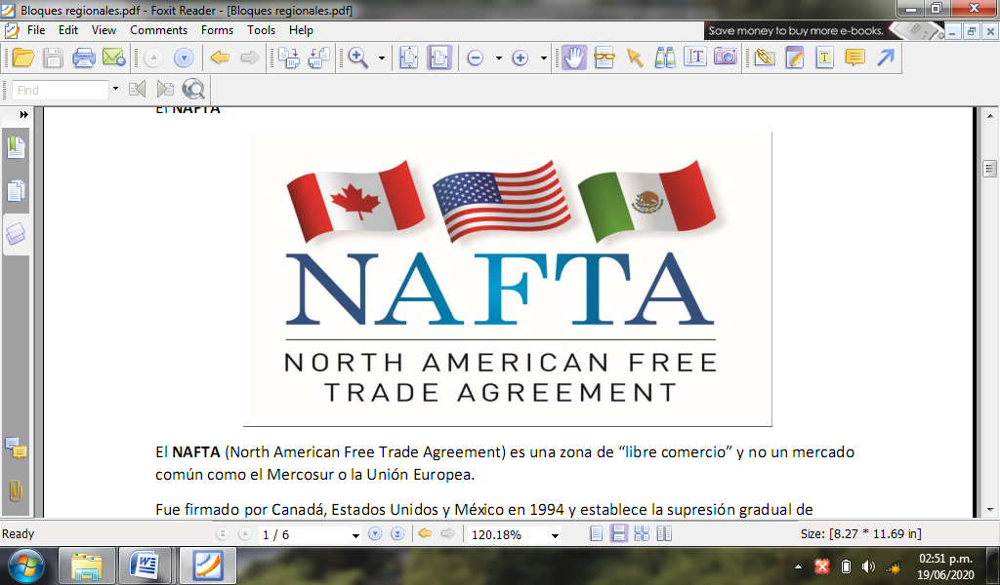 Bloques regionales.pdf - Foxit Reader - [Bloques regionales.pdf]
File Edit View Comments Forms Tools Help
Save money to buy more e-books.
Find
El NAFTA
NAFTA
NORTH AMERICAN FREE
TRADE AGREEMENT
El NAFTA (North American Free Trade Agreement) es una zona de “libre comercio” y no un mercado
común como el Mercosur o la Unión Europea.
Fue firmado por Canadá, Estados Unidos y México en 1994 y establece la supresión gradual de
Ready 1 / 6 120.18% Size: [8.27 * 11.69 in]
02:51 p.m.
19/06/2020